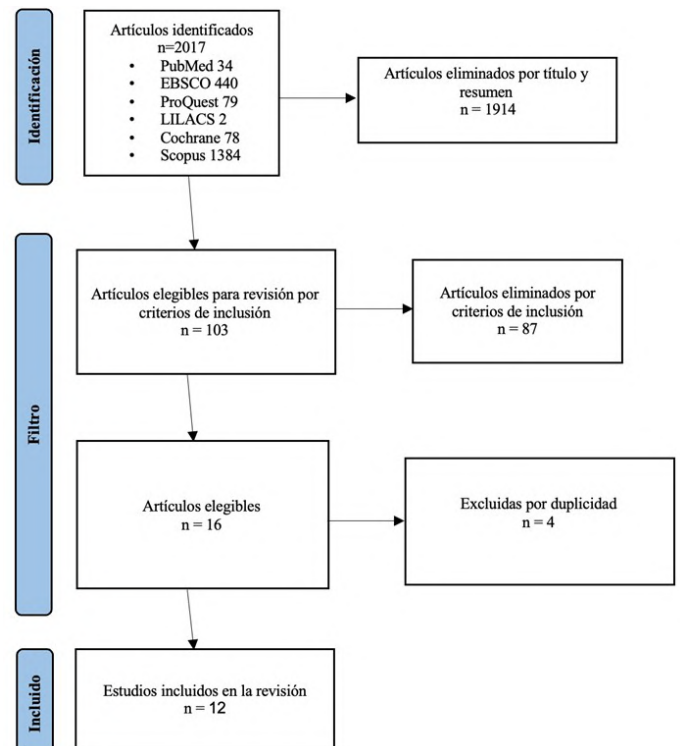 Identificación
Artículos identificados
n=2017
• PubMed 34
• EBSCO 440
• ProQuest 79
• LILACS 2
• Cochrane 78
• Scopus 1384
Artículos eliminados por título y
resumen
n = 1914
Filtro
Artículos elegibles para revisión por
criterios de inclusión
n = 103
Artículos eliminados por
criterios de inclusión
n = 87
Artículos elegibles
n = 16
Excluidas por duplicidad
n = 4
Incluido
Estudios incluidos en la revisión
n = 12